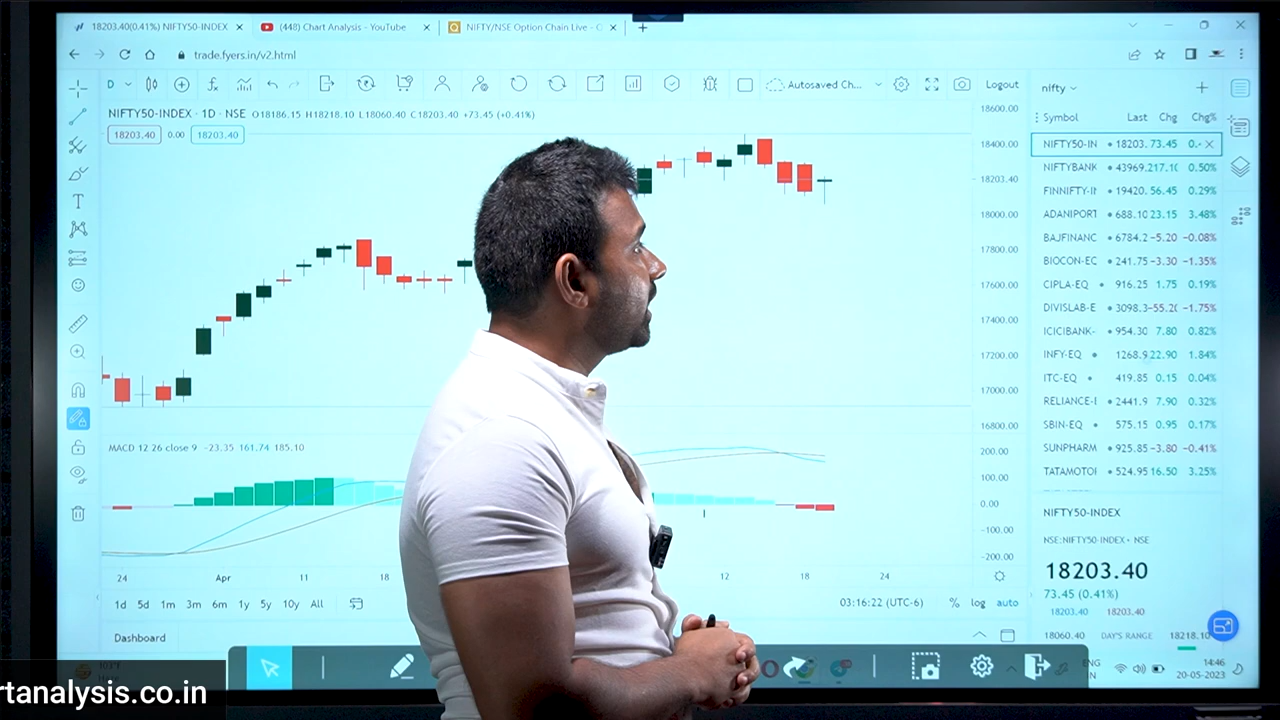 18203.40(0.41%) NIFTY50-INDEX
(448) Chart Analysis - YouTube
NIFTY/NSE Option Chain Live - C
trade.fyers.in/v2.html
D
Autosaved Ch...
Logout
nifty
NIFTY50-INDEX · 1D · NSE O18186.15 H18218.10 L18060.40 C18203.40 +73.45 (+0.41%)
18203.40 0.00 18203.40
18600.00
18400.00
18203.40
18000.00
17800.00
17600.00
17400.00
17200.00
17000.00
16800.00
Symbol Last Chg Chg%
NIFTY50-IN 18203. 73.45 0.
NIFTYBANK 43969. 217.1 0.50%
FINNIFTY-I 19420. 56.45 0.29%
ADANIPORT 688.10 23.15 3.48%
BAJFINANC 6784.2 -5.20 -0.08%
BIOCON-EC 241.75 -3.30 -1.35%
CIPLA-EQ 916.25 1.75 0.19%
DIVISLAB-E 3098.3 -55.2 -1.75%
ICICIBANK- 954.30 7.80 0.82%
INFY-EQ 1268.9 22.90 1.84%
ITC-EQ 419.85 0.15 0.04%
RELIANCE-E 2441.9 7.90 0.32%
SBIN-EQ 575.15 0.95 0.17%
SUNPHARM 925.85 -3.80 -0.41%
TATAMOTO 524.95 16.50 3.25%
MACD 12 26 close 9 -23.35 161.74 185.10
200.00
100.00
0.00
-100.00
-200.00
24 Apr 11 18 12 18 24
1d 5d 1m 3m 6m 1y 5y 10y All
03:16:22 (UTC-6) % log auto
Dashboard
NIFTY50-INDEX
NSE:NIFTY50-INDEX • NSE
18203.40
73.45 (0.41%)
18203.40 18203.40
18060.40 DAY'S RANGE 18218.10
ENG
14:46
20-05-2023
rtanalysis.co.in